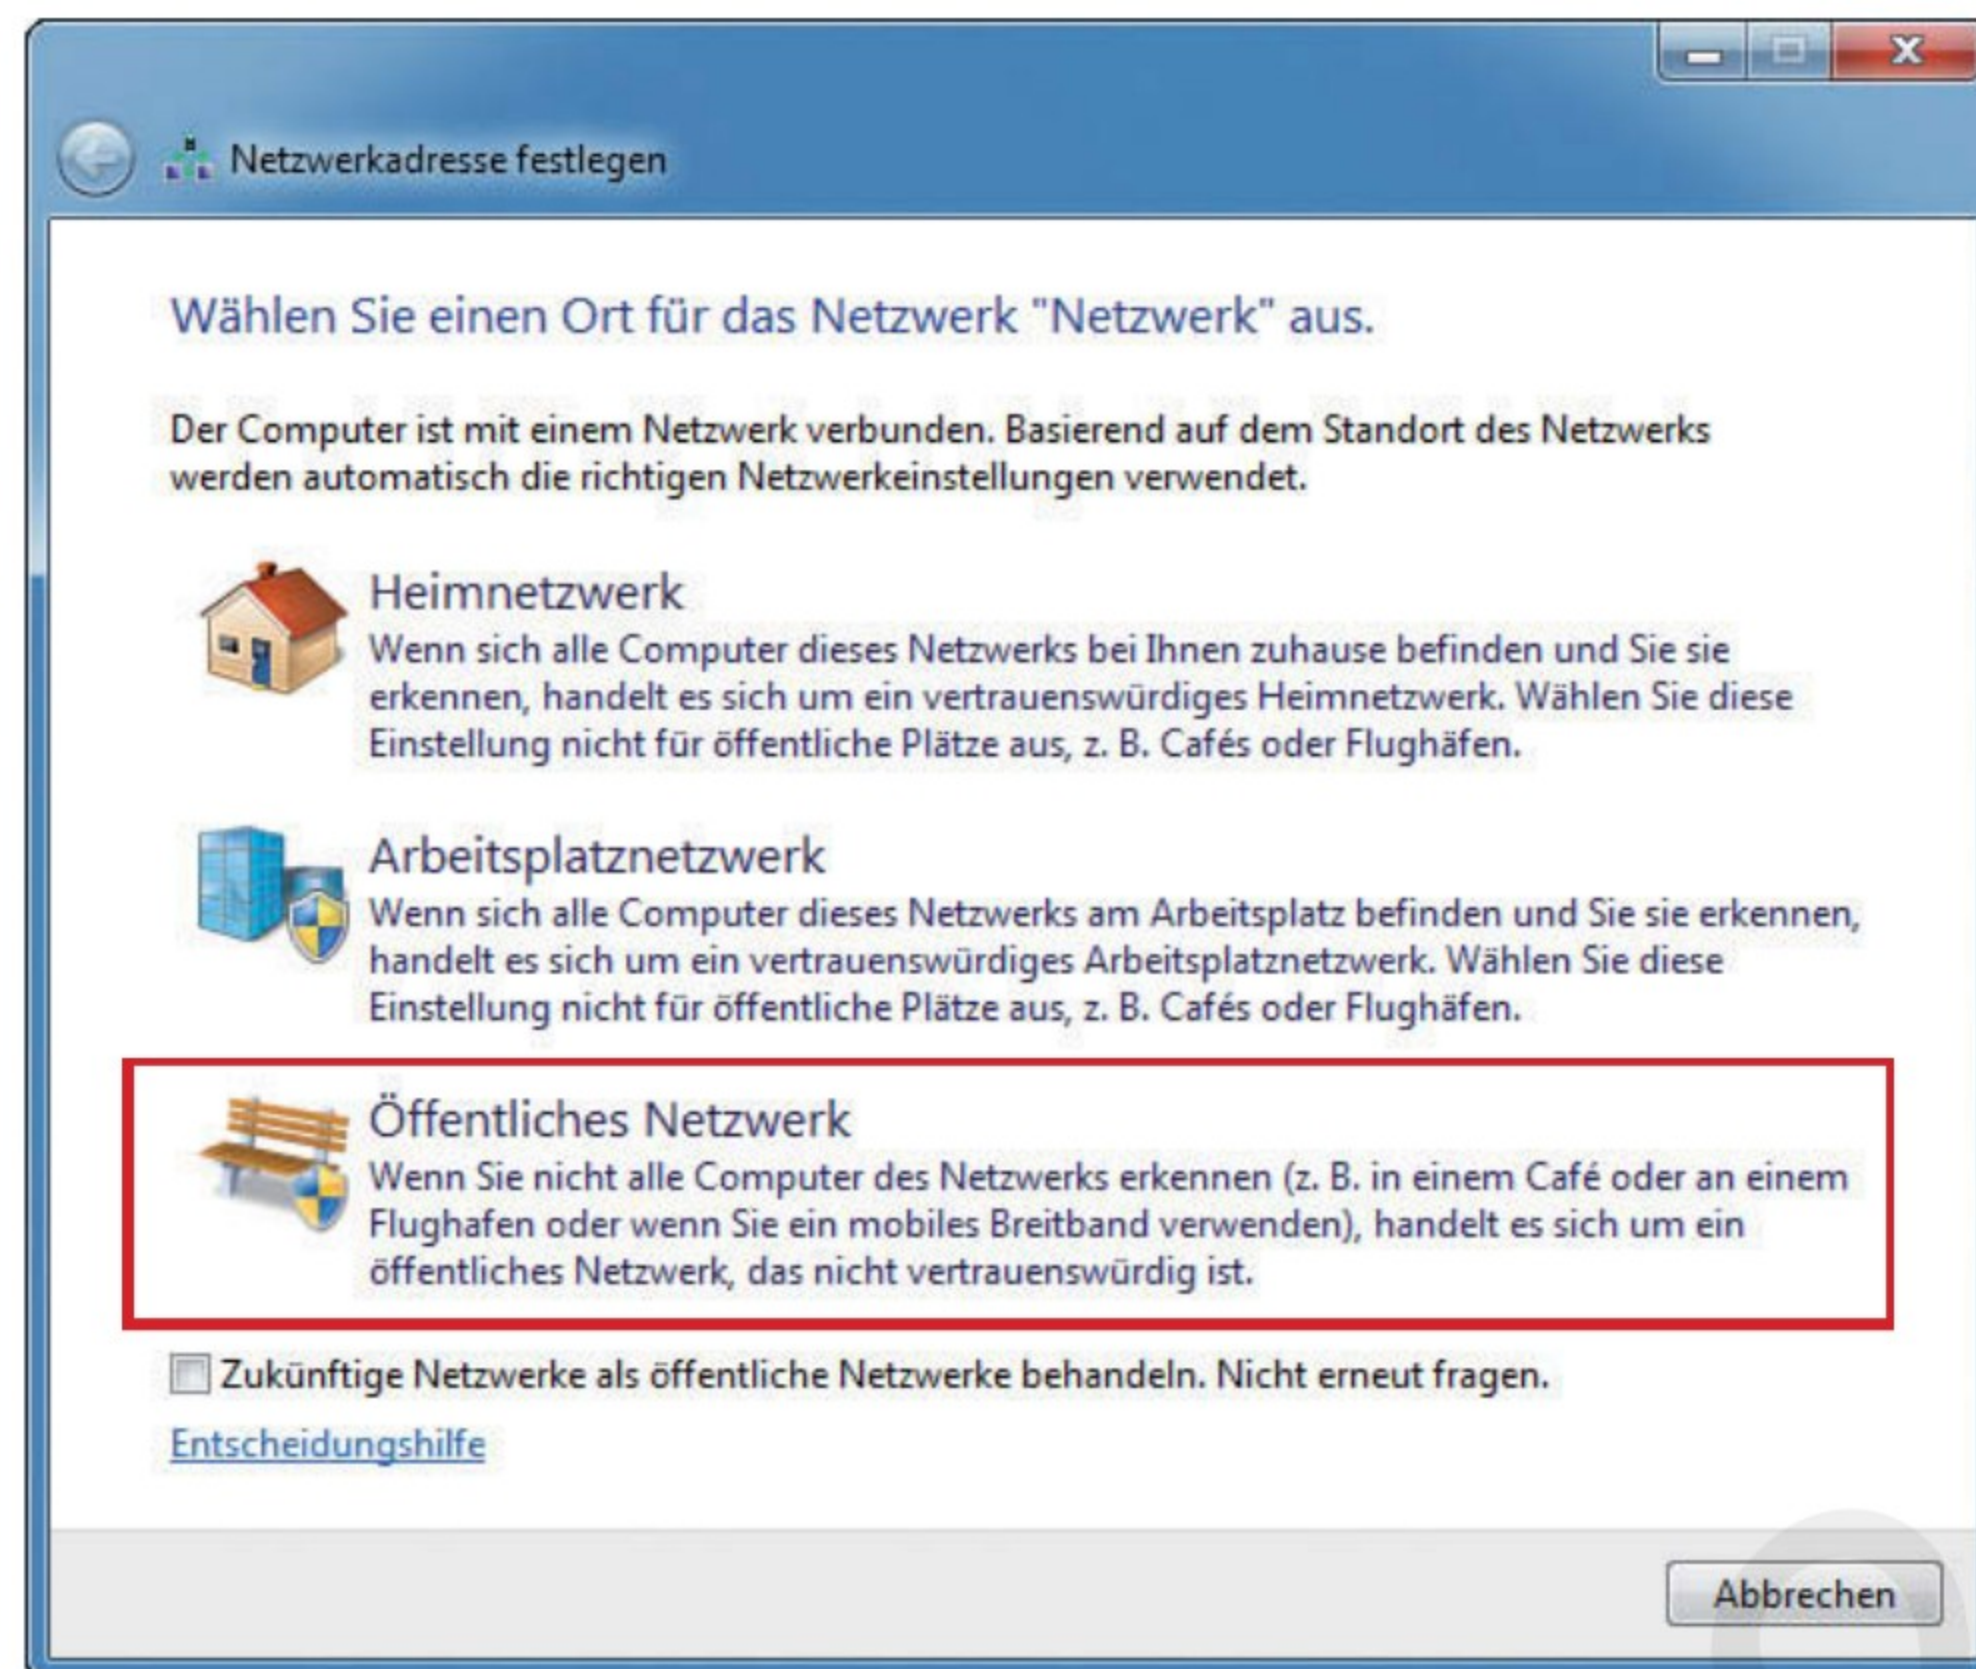 Netzwerkadresse festlegen
Wählen Sie einen Ort für das Netzwerk "Netzwerk" aus.
Der Computer ist mit einem Netzwerk verbunden. Basierend auf dem Standort des Netzwerks
werden automatisch die richtigen Netzwerkeinstellungen verwendet.
Heimnetzwerk
Wenn sich alle Computer dieses Netzwerks bei Ihnen zuhause befinden und Sie sie
erkennen, handelt es sich um ein vertrauenswürdiges Heimnetzwerk. Wählen Sie diese
Einstellung nicht für öffentliche Plätze aus, z. B. Cafés oder Flughäfen.
Arbeitsplatznetzwerk
Wenn sich alle Computer dieses Netzwerks am Arbeitsplatz befinden und Sie sie erkennen,
handelt es sich um ein vertrauenswürdiges Arbeitsplatznetzwerk. Wählen Sie diese
Einstellung nicht für öffentliche Plätze aus, z. B. Cafés oder Flughäfen.
Öffentliches Netzwerk
Wenn Sie nicht alle Computer des Netzwerks erkennen (z. B. in einem Café oder an einem
Flughafen oder wenn Sie ein mobiles Breitband verwenden), handelt es sich um ein
öffentliches Netzwerk, das nicht vertrauenswürdig ist.
Zukünftige Netzwerke als öffentliche Netzwerke behandeln. Nicht erneut fragen.
Entscheidungshilfe
Abbrechen